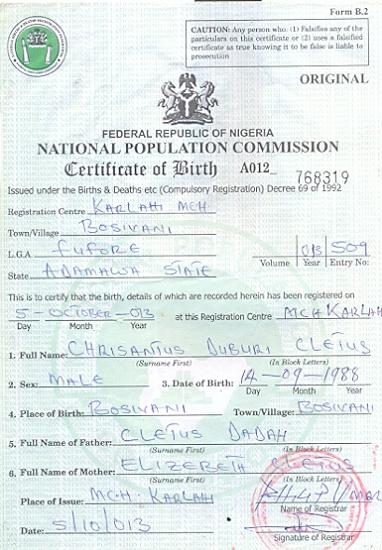 Form B.2
CAUTION: Any person who: (1) Falsifies any of the
particulars on this certificate or (2) uses a falsified
certificate as true knowing it to be false is liable to
prosecution
ORIGINAL
FEDERAL REPUBLIC OF NIGERIA
NATIONAL POPULATION COMMISSION
Certificate of Birth A012_ 768319
Issued under the Births & Deaths etc (Compulsory Registration) Decree 69 of 1992
Registration Centre KARLAHI MCH
Town/Village BOSIVANI
L.G.A FUFORE
Volume 013 Year 509 Entry No:
State ADAMAWA STATE
This is to certify that the birth, details of which are recorded herein has been registered on
5-OCTOBER-013 at this Registration Centre MCH KARLAH
Day Month Year
1. Full Name: CHRISANTUS DUBURI CLETUS
(Surname First) (In Block Letters)
2. Sex: MALE 3. Date of Birth: 14-09-1988
Day Month Year
4. Place of Birth: BOSIVANI Town/Village: BOSIVANI
5. Full Name of Father: CLETUS DADAH
(Surname First) (In Block Letters)
6. Full Name of Mother: ELIZEBETH CLETUS
(Surname First) (In Block Letters)
Place of Issue: MCH KARLAHI
Name of Registrar
Date: 5/10/013
Signature of Registrar